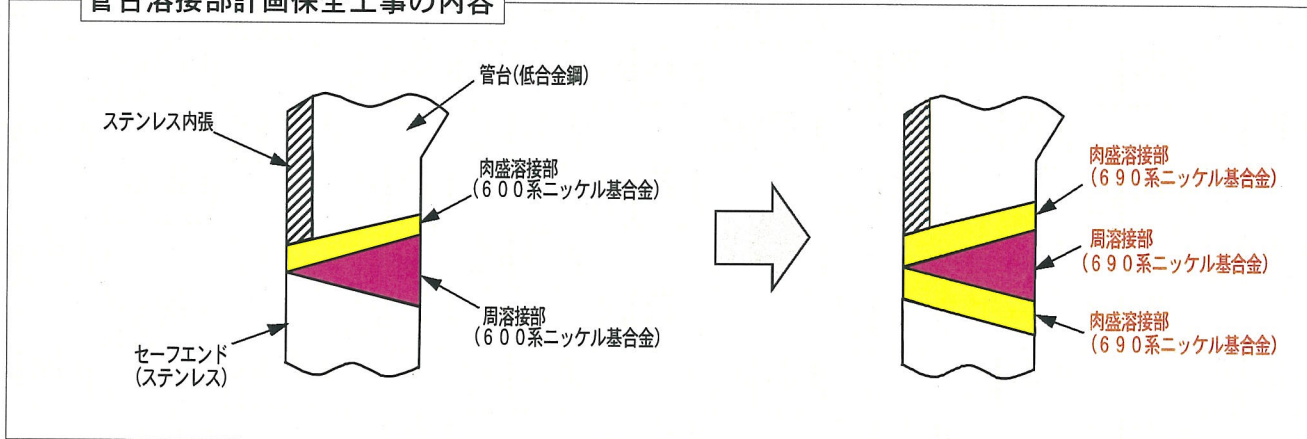 管台溶接部計画保全工事の内容
管台(低合金鋼)
ステンレス内張
肉盛溶接部
(600系ニッケル基合金)
周溶接部
(600系ニッケル基合金)
セーフエンド
(ステンレス)
肉盛溶接部
(690系ニッケル基合金)
周溶接部
(690系ニッケル基合金)
肉盛溶接部
(690系ニッケル基合金)